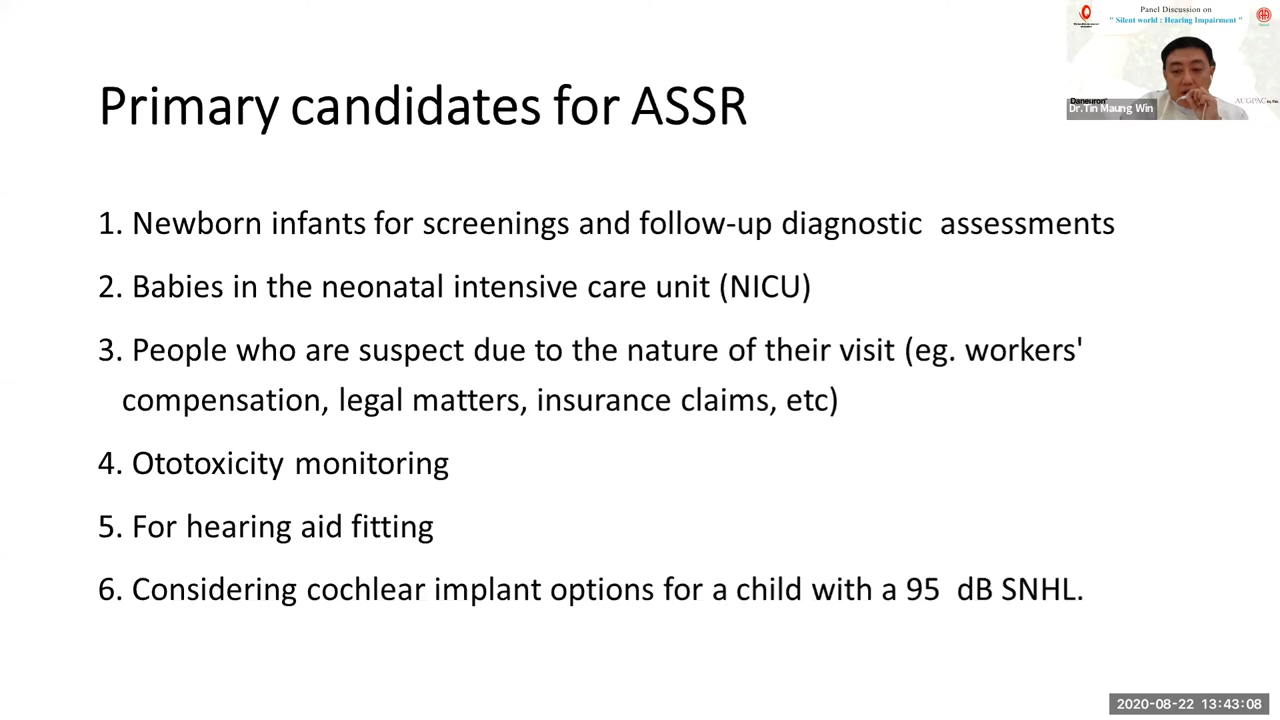 Primary candidates for ASSR
Panel Discussion on
" Silent world : Hearing Impairment "
Daneuron
Dr.Tin Maung Win
1. Newborn infants for screenings and follow-up diagnostic  assessments
2. Babies in the neonatal intensive care unit (NICU)
3. People who are suspect due to the nature of their visit (eg. workers'
compensation, legal matters, insurance claims, etc)
4. Ototoxicity monitoring
5. For hearing aid fitting
6. Considering cochlear implant options for a child with a 95  dB SNHL.
2020-08-22 13:43:08